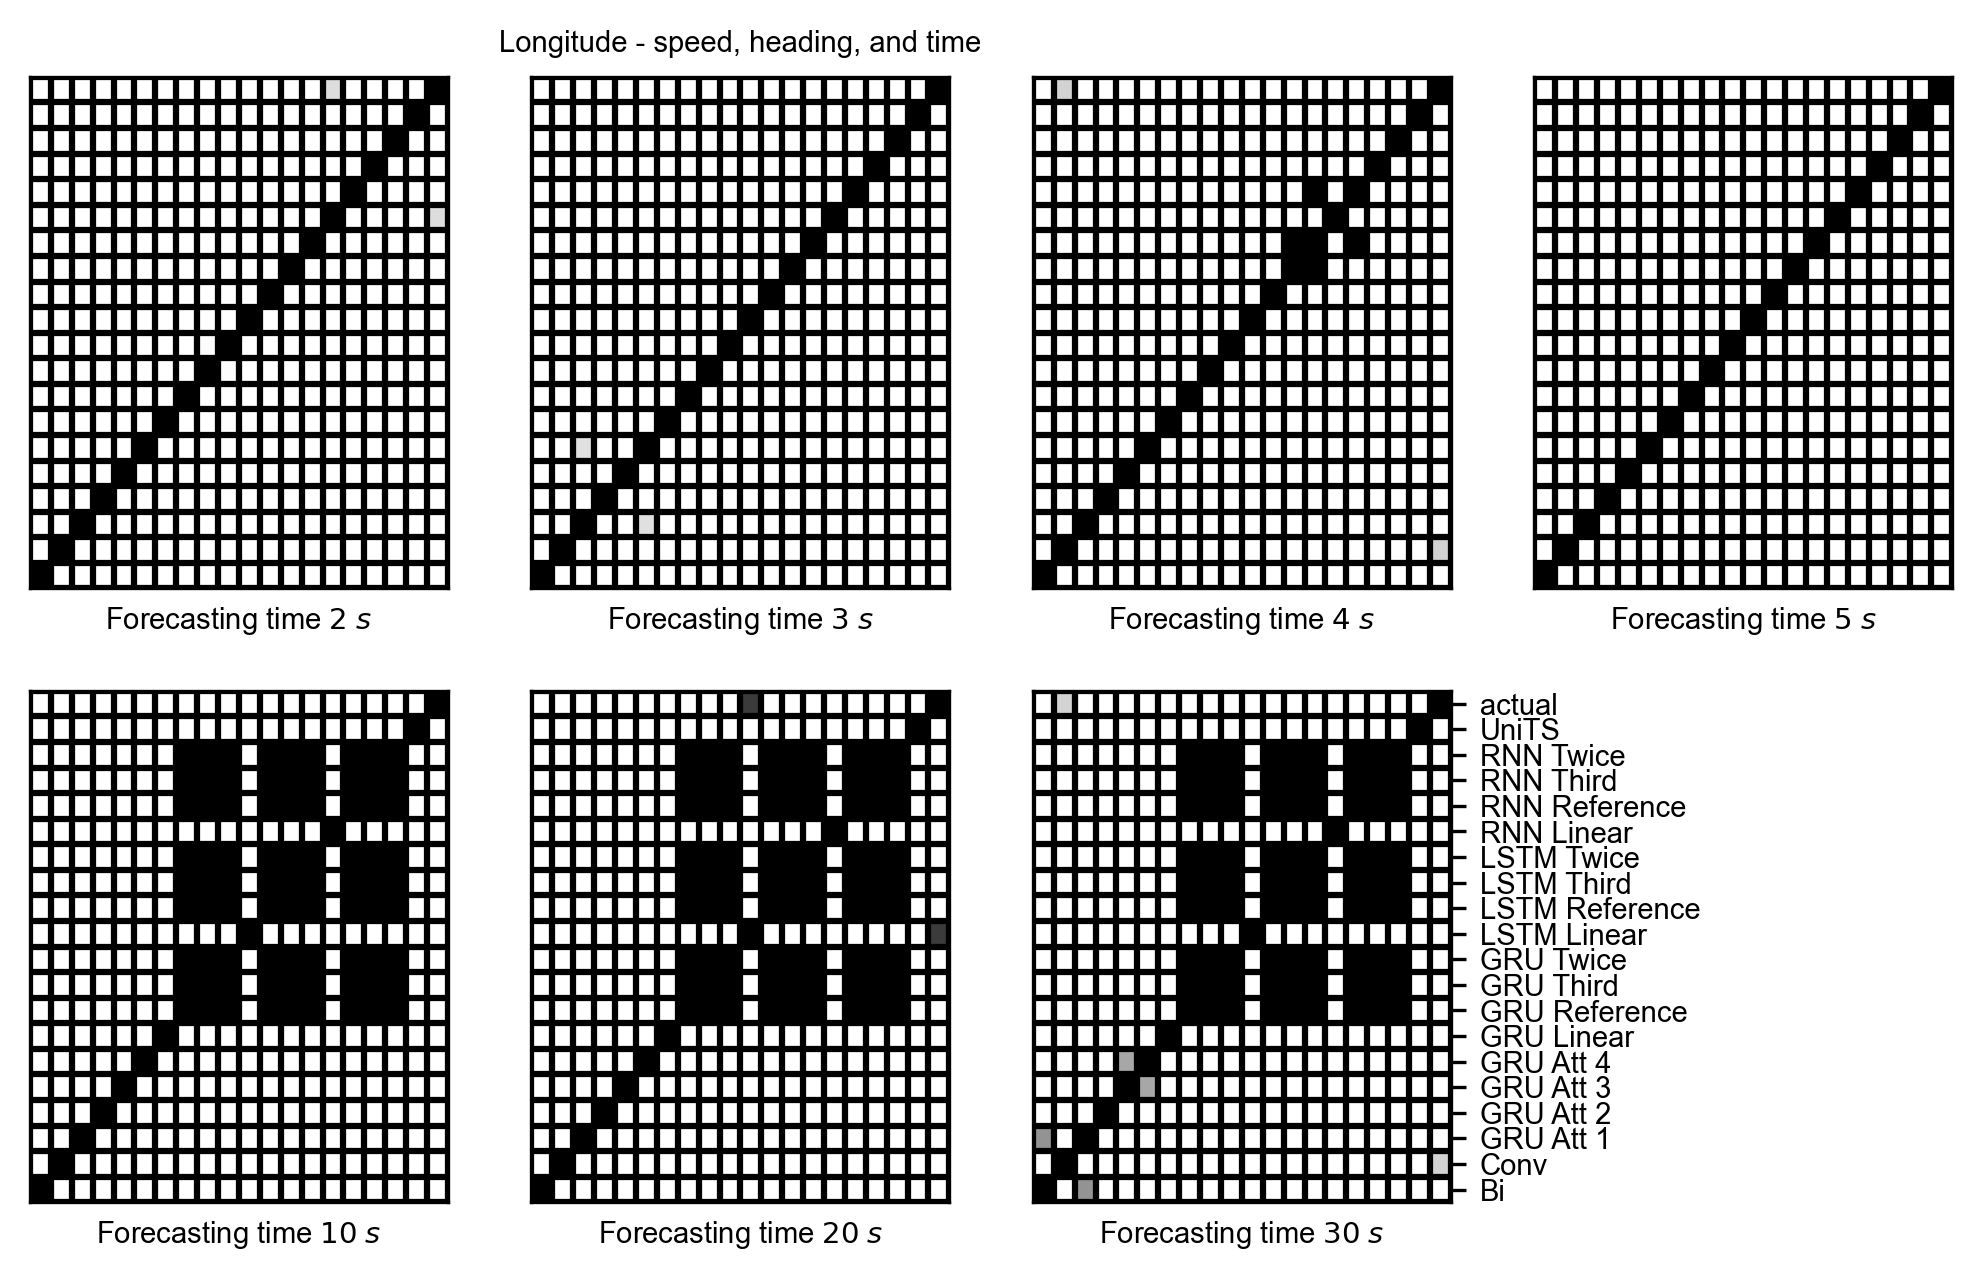 Longitude - speed, heading, and time
Forecasting time 2 s
Forecasting time 3 s
Forecasting time 4 s
Forecasting time 5 s
actual
UniTS
RNN Twice
RNN Third
RNN Reference
RNN Linear
LSTM Twice
LSTM Third
LSTM Reference
LSTM Linear
GRU Twice
GRU Third
GRU Reference
GRU Linear
GRU Att 4
GRU Att 3
GRU Att 2
GRU Att 1
Conv
Bi
Forecasting time 10 s
Forecasting time 20 s
Forecasting time 30 s